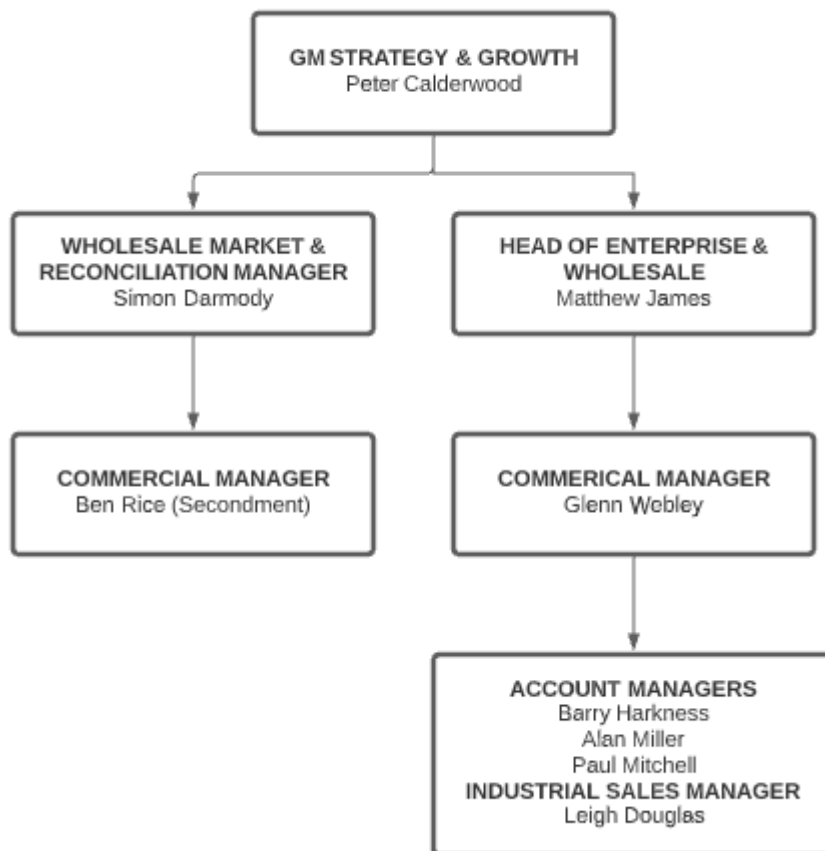 GM STRATEGY & GROWTH
Peter Calderwood
WHOLESALE MARKET &
RECONCILIATION MANAGER
Simon Darmody
HEAD OF ENTERPRISE &
WHOLESALE
Matthew James
COMMERCIAL MANAGER
Ben Rice (Secondment)
COMMERICAL MANAGER
Glenn Webley
ACCOUNT MANAGERS
Barry Harkness
Alan Miller
Paul Mitchell
INDUSTRIAL SALES MANAGER
Leigh Douglas